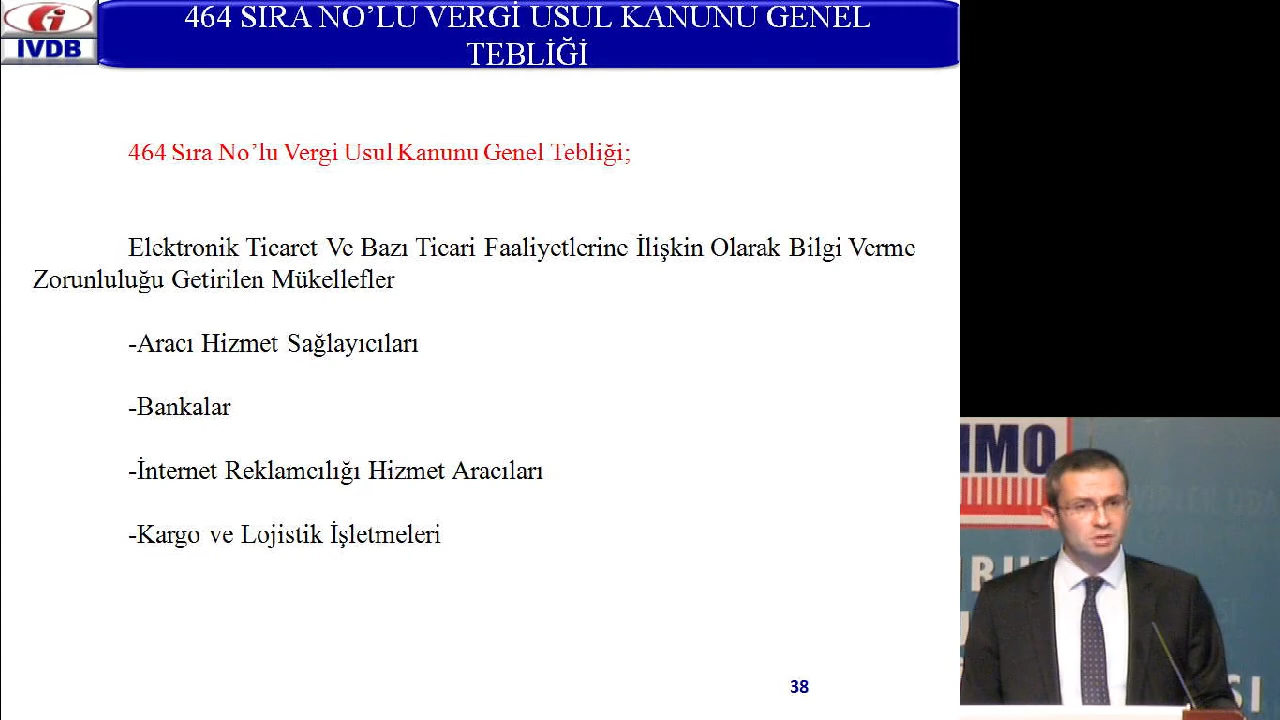 464 SIRA NO’LU VERGİ USUL KANUNU GENEL
TEBLİĞİ
IVDB
464 Sıra No’lu Vergi Usul Kanunu Genel Tebliği;
Elektronik Ticaret Ve Bazı Ticari Faaliyetlerine İlişkin Olarak Bilgi Verme
Zorunluluğu Getirilen Mükellefler
-Aracı Hizmet Sağlayıcıları
-Bankalar
-İnternet Reklamcılığı Hizmet Aracıları
-Kargo ve Lojistik İşletmeleri
38
MMO